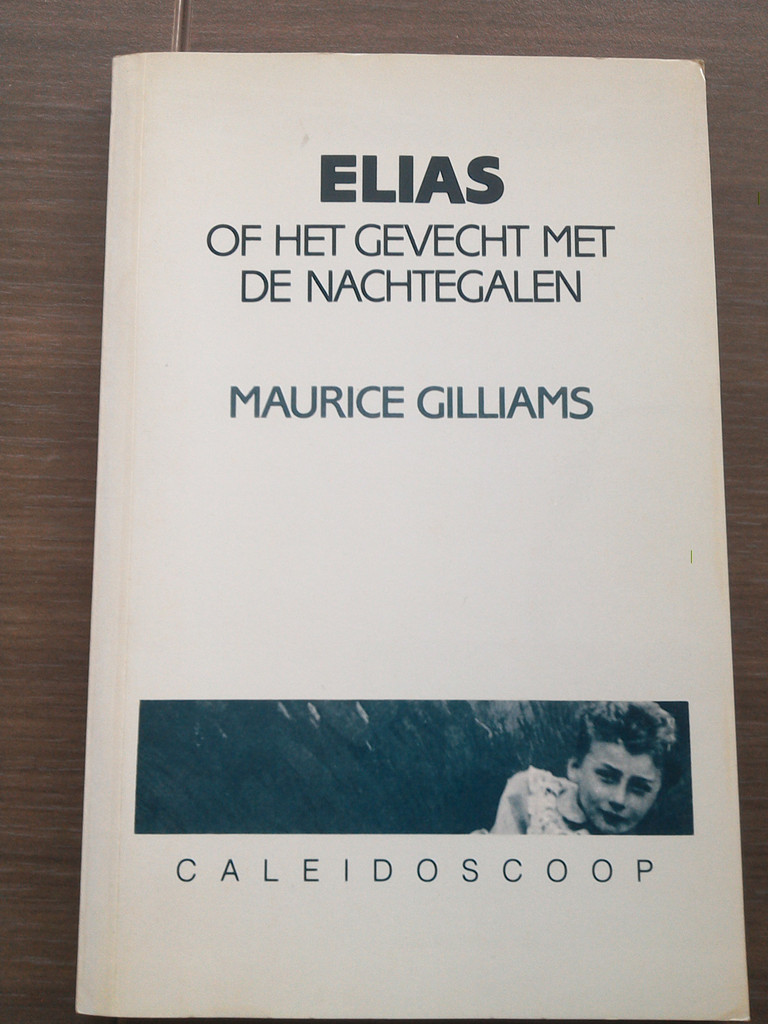 ELIAS
OF HET GEVECHT MET
DE NACHTEGALEN
MAURICE GILLIAMS
CALEIDOSCOOP